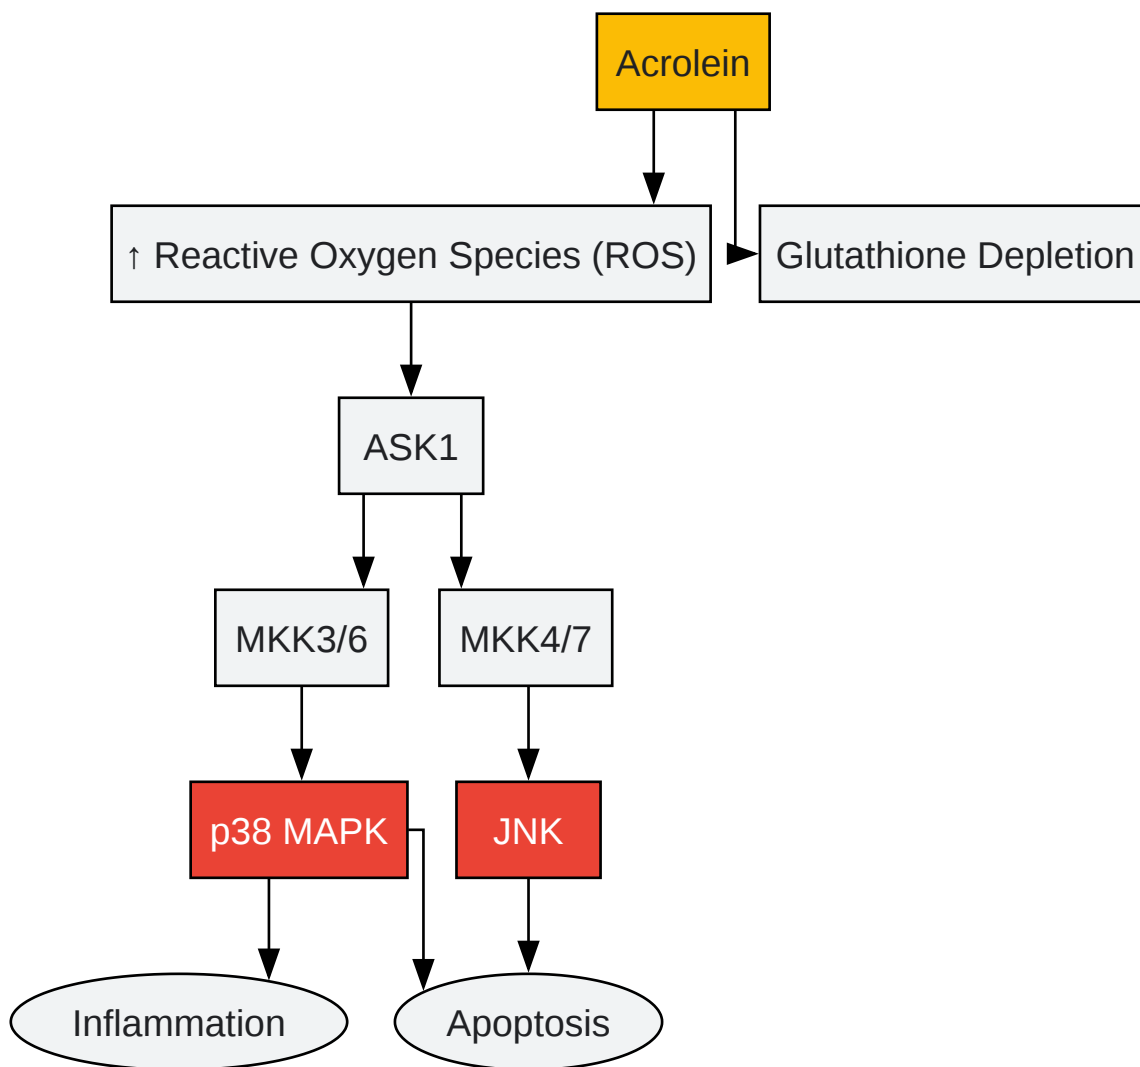 Acrolein
↑ Reactive Oxygen Species (ROS)
Glutathione Depletion
ASK1
MKK3/6
MKK4/7
p38 MAPK
JNK
Inflammation
Apoptosis